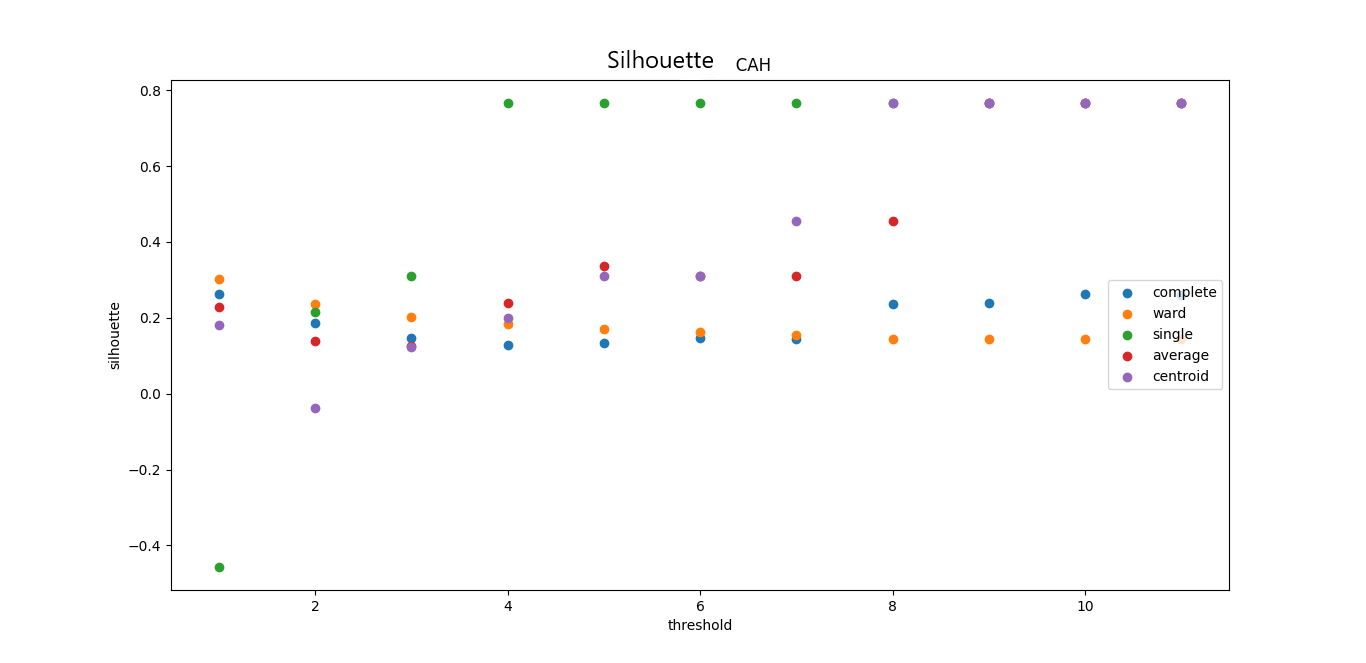 Silhouette CAH
0.8
0.6
0.4
0.2
0.0
−0.2
−0.4
silhouette
complete
ward
single
average
centroid
2 4 6 8 10
threshold